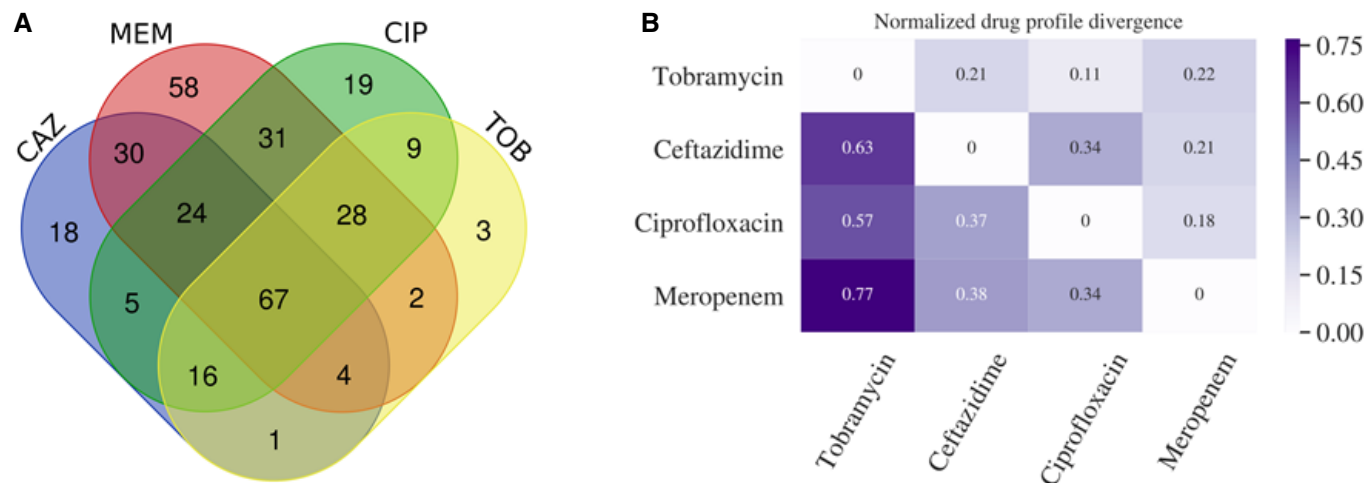 A
MEM
CIP
CAZ
TOB
58
19
30
31
9
18
24
28
3
5
67
2
16
4
1
B
Normalized drug profile divergence
Tobramycin
0
0.21
0.11
0.22
Ceftazidime
0.63
0
0.34
0.21
Ciprofloxacin
0.57
0.37
0
0.18
Meropenem
0.77
0.38
0.34
0
Tobramycin
Ceftazidime
Ciprofloxacin
Meropenem
0.75
0.60
0.45
0.30
0.15
0.00